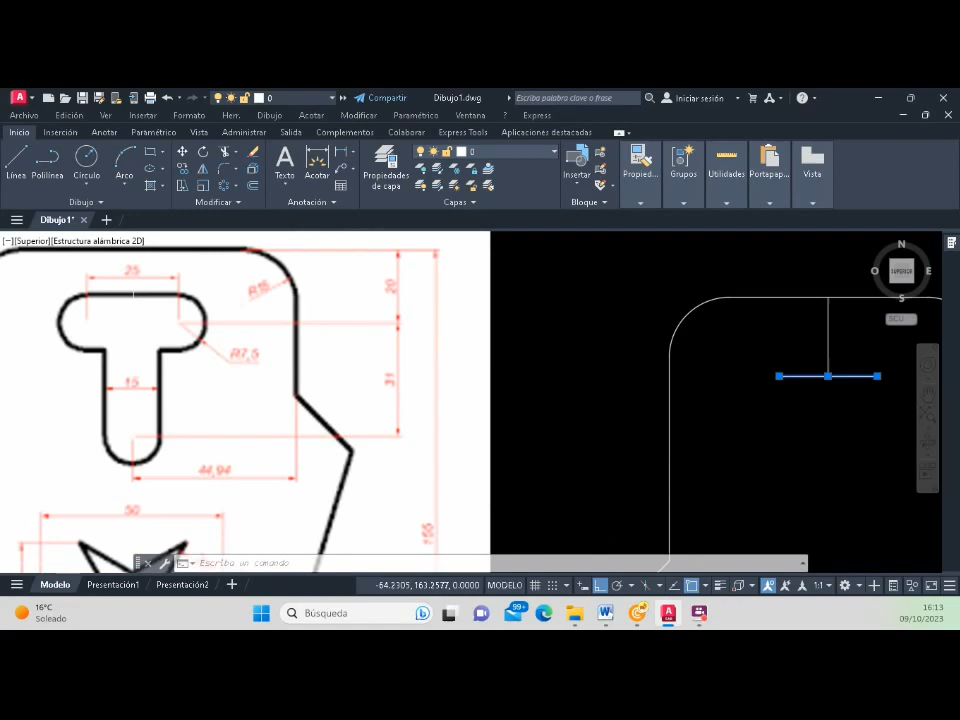 Compartir
Dibujo1.dwg
Escriba palabra clave o frase
Iniciar sesión
Archivo Edición Ver Insertar Formato Herr. Dibujo Acotar Modificar Paramétrico Ventana ? Express
Inicio Inserción Anotar Paramétrico Vista Administrar Salida Complementos Colaborar Express Tools Aplicaciones destacadas
0
0
Línea Polilínea Círculo Arco
Texto Acotar
Propiedades de capa
Insertar
Propied... Grupos Utilidades Portapap... Vista
Dibujo Modificar Anotación Capas Bloque
Dibujo1*
[−][Superior][Estructura alámbrica 2D]
25
R15
20
R7,5
15
31
44,94
50
155
N
O SUPERIOR E
S
SCU
Escriba un comando
Modelo Presentación1 Presentación2
-64.2305, 163.2577, 0.0000 MODELO
1:1
16°C
Soleado
Búsqueda
99+
16:13
09/10/2023